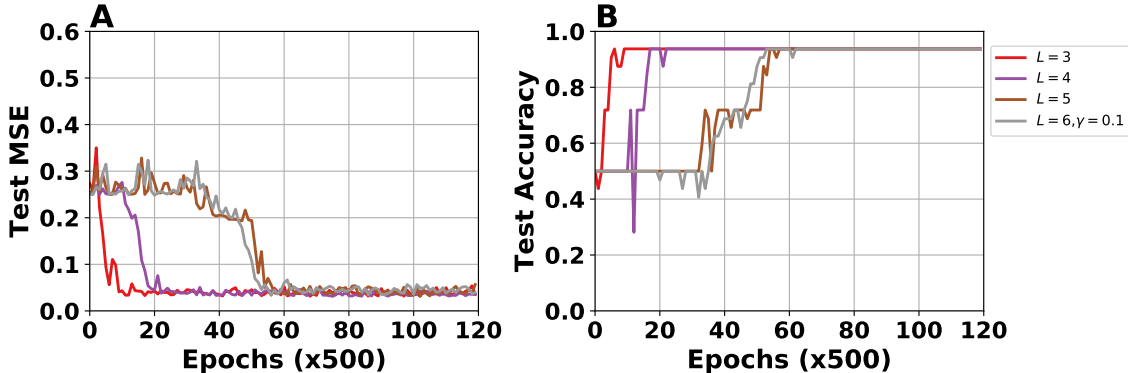 A
Test MSE
0.6
0.5
0.4
0.3
0.2
0.1
0.0
0 20 40 60 80 100 120
Epochs (x500)
B
Test Accuracy
1.0
0.8
0.6
0.4
0.2
0.0
0 20 40 60 80 100 120
Epochs (x500)
L = 3
L = 4
L = 5
L = 6,γ = 0.1